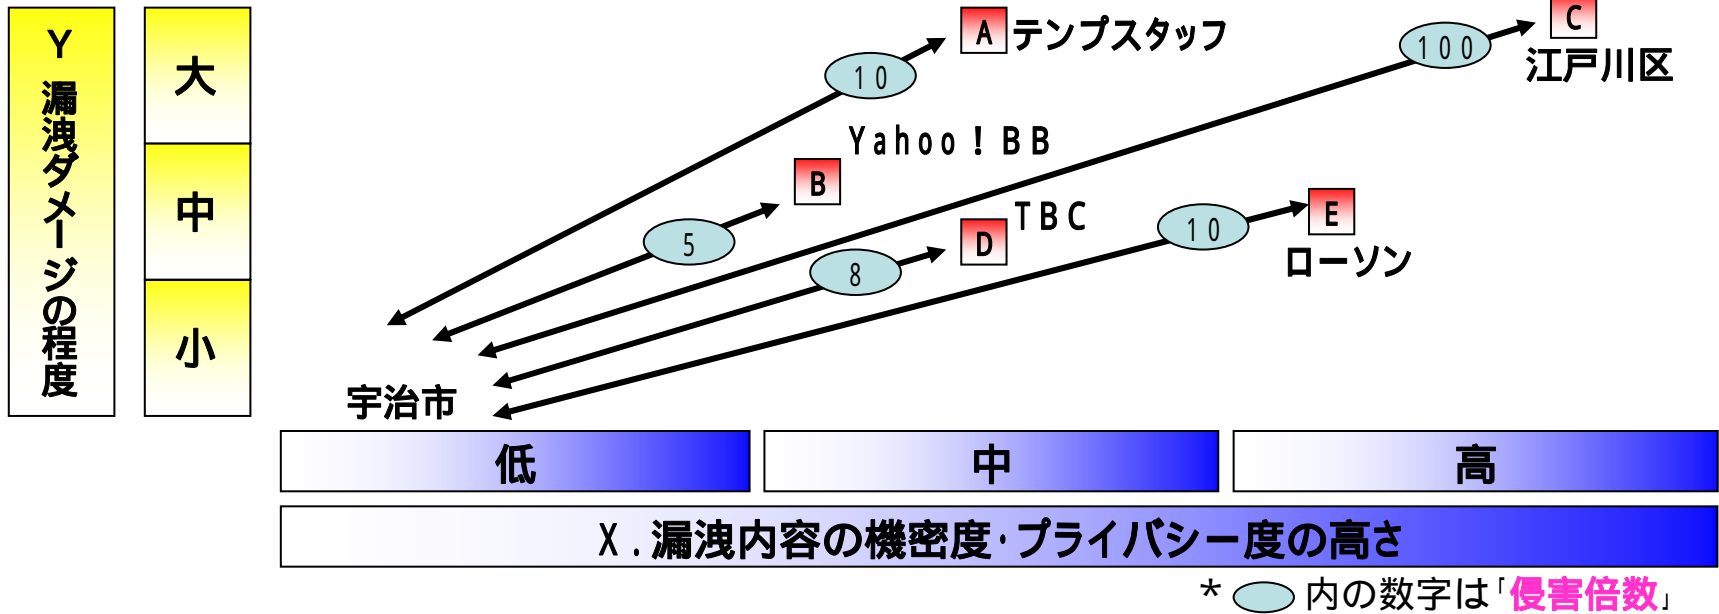 Y 漏洩ダメージの程度
大
中
小
A テンプスタッフ
10
C
江戸川区
100
Yahoo！BB
B
5
TBC
D
8
E
ローソン
10
宇治市
低
中
高
X．漏洩内容の機密度・プライバシー度の高さ
* 内の数字は「侵害倍数」